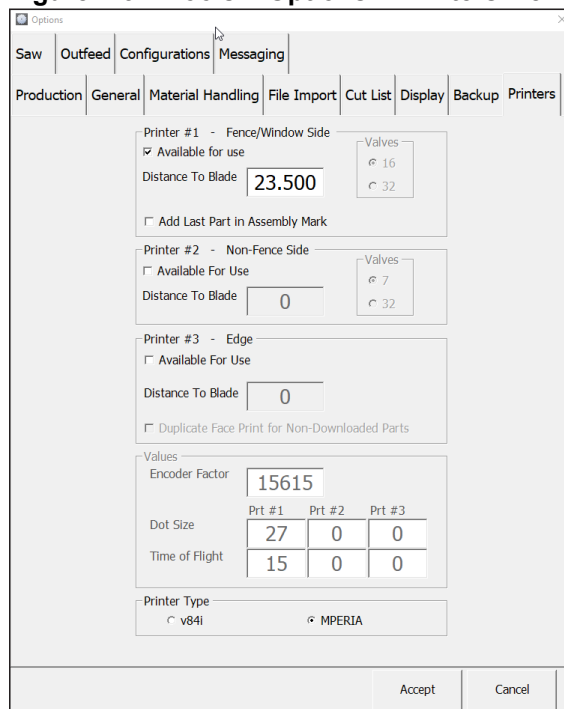 Options
Saw Outfeed Configurations Messaging
Production General Material Handling File Import Cut List Display Backup Printers
Printer #1 - Fence/Window Side
Available for use
Valves
16
Distance To Blade 23.500
32
Add Last Part in Assembly Mark
Printer #2 - Non-Fence Side
Available For Use
Valves
7
Distance To Blade 0
32
Printer #3 - Edge
Available For Use
Distance To Blade 0
Duplicate Face Print for Non-Downloaded Parts
Values
Encoder Factor 15615
Prt #1 Prt #2 Prt #3
Dot Size 27 0 0
Time of Flight 15 0 0
Printer Type
v84i MPERIA
Accept Cancel